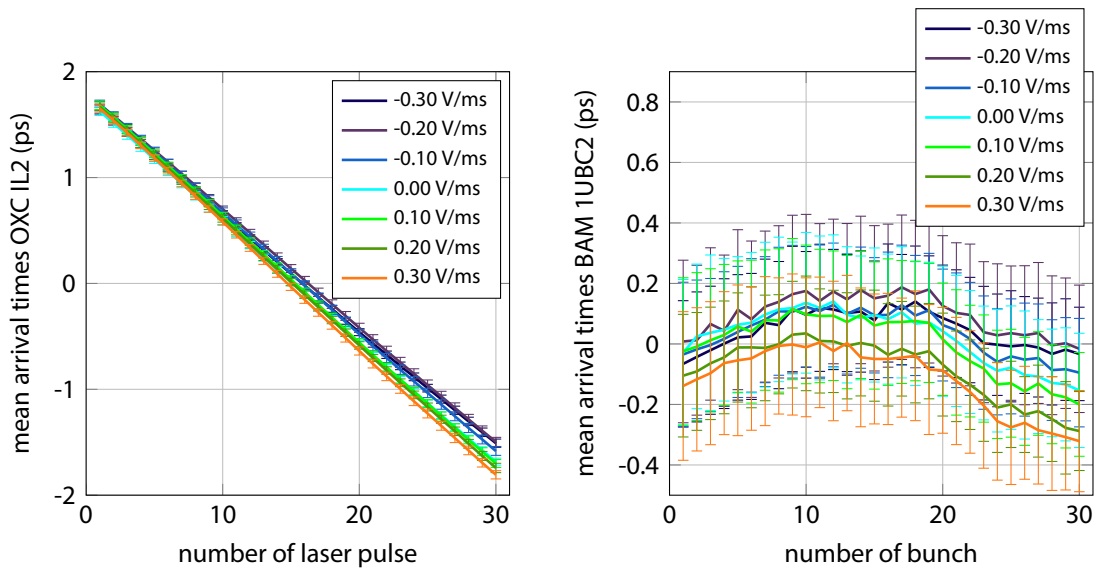 mean arrival times OXC IL2 (ps)
2
1
0
-1
-2
0
10
20
30
number of laser pulse
-0.30 V/ms
-0.20 V/ms
-0.10 V/ms
0.00 V/ms
0.10 V/ms
0.20 V/ms
0.30 V/ms
mean arrival times BAM 1UBC2 (ps)
0.8
0.6
0.4
0.2
0
-0.2
-0.4
0
10
20
30
number of bunch
-0.30 V/ms
-0.20 V/ms
-0.10 V/ms
0.00 V/ms
0.10 V/ms
0.20 V/ms
0.30 V/ms